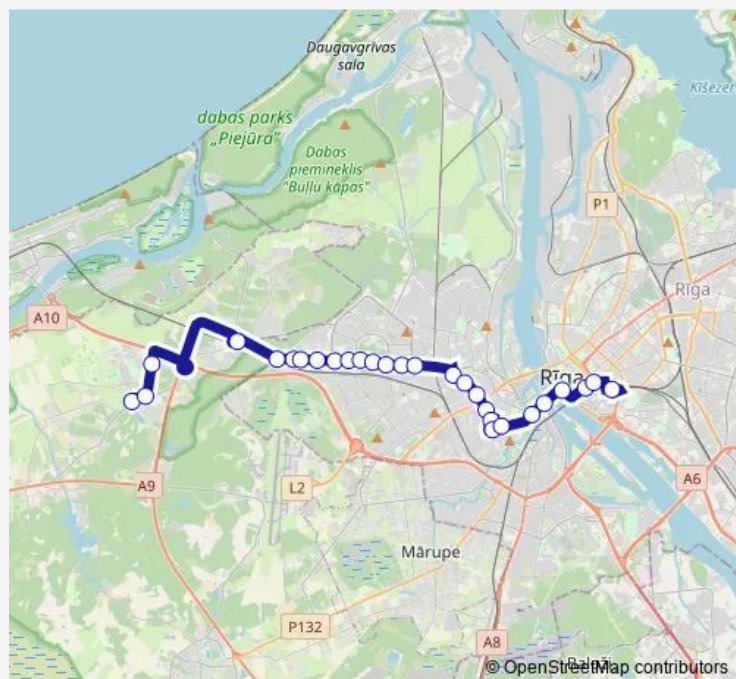 Daugavgrīvas
sala
Ķīšezers
dabas parks
„Piejūra”
Dabas
piemineklis
"Buļļu kāpas"
P1
Rīga
A10
Rīga
A9
L2
A6
Mārupe
P132
A8
© OpenStreetMap contributors